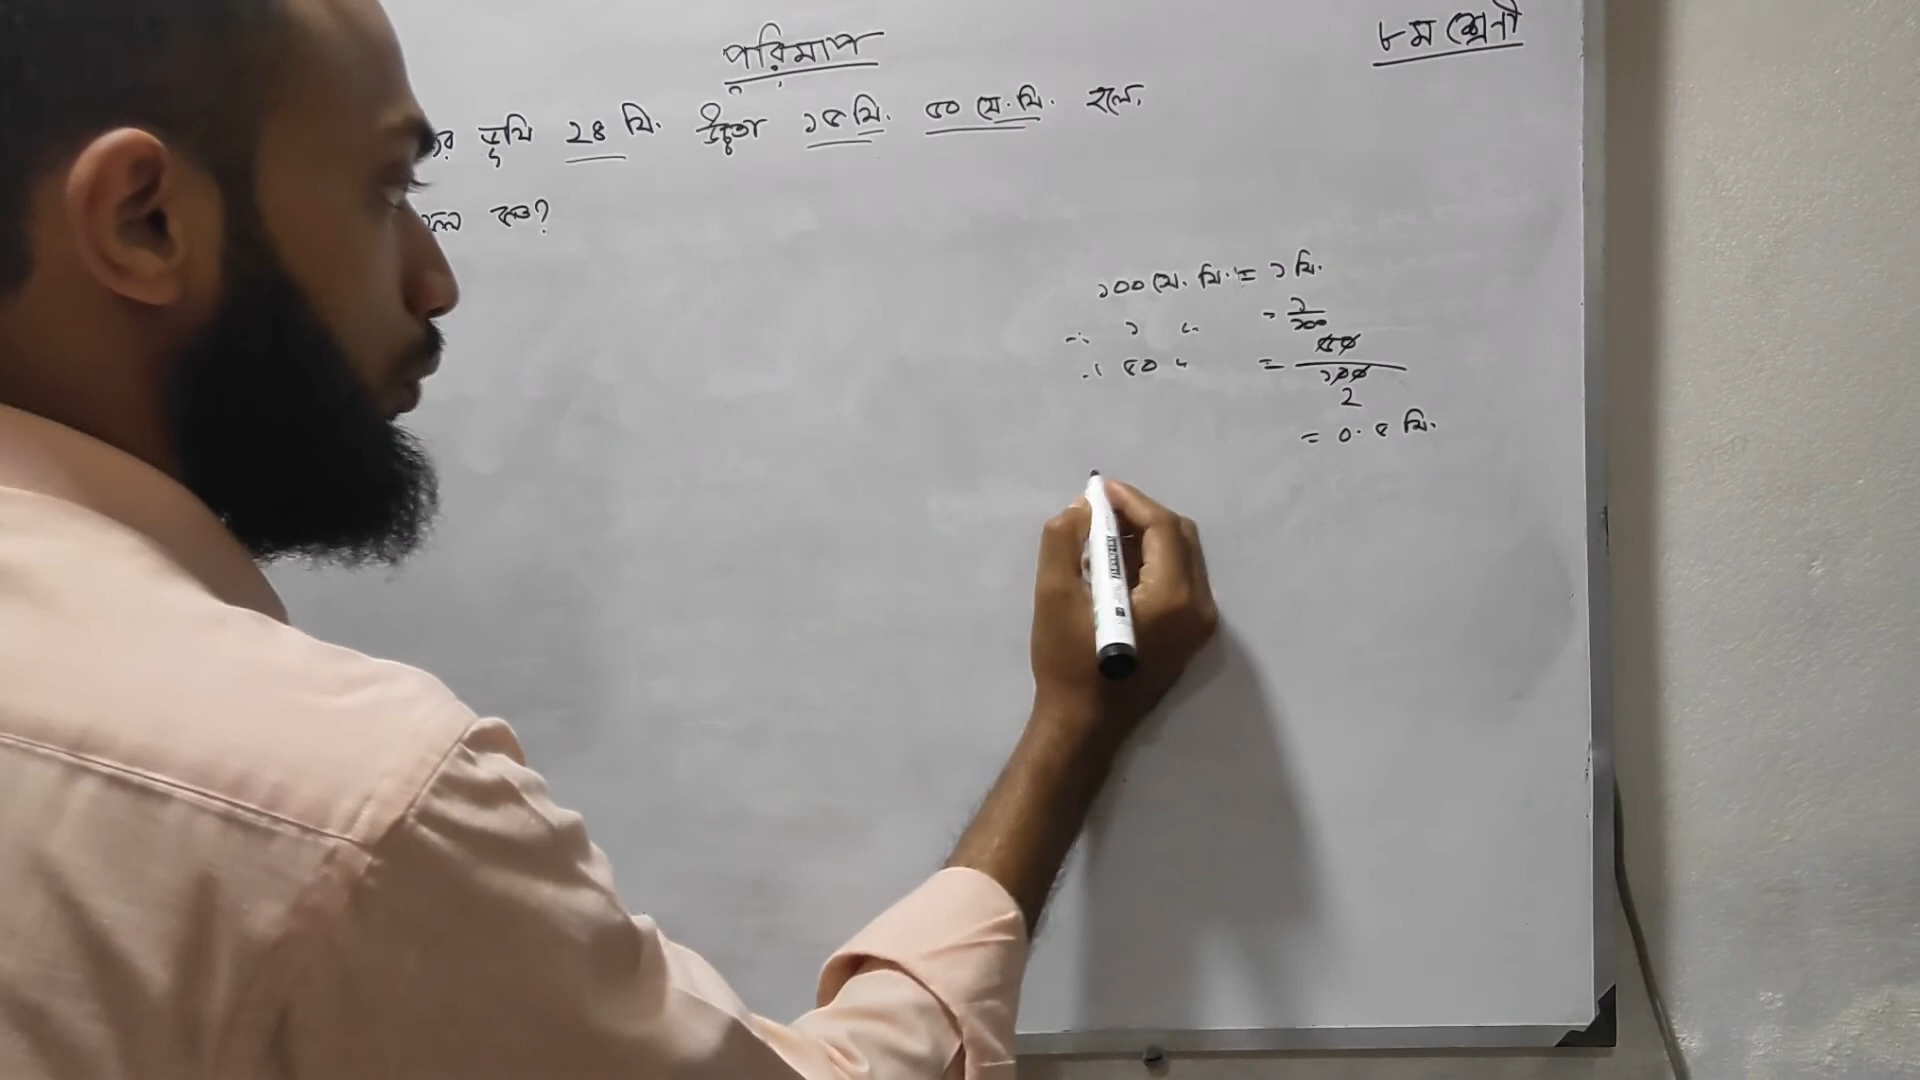 পরিমাপ
৮ম শ্রেণী
ভূমি ২৪ মি. উচ্চতা ১৫ মি. ৫০ সে.মি. হলে,
কত?
১০০ সে. মি. = ১ মি.
∴ ১ " = ১/১০০
∴ ৫০ " = ৫০/১০০
2
= ০.৫ মি.